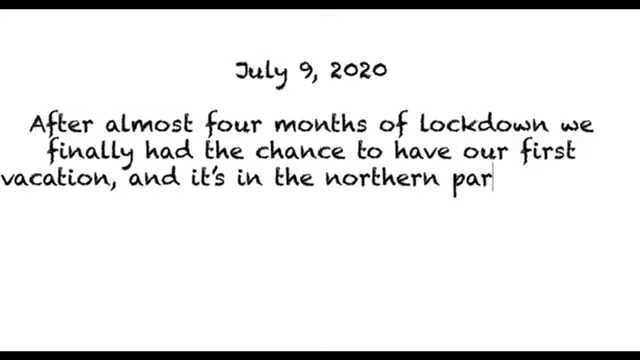 July 9, 2020
After almost four months of lockdown we
finally had the chance to have our first
vacation, and it's in the northern par